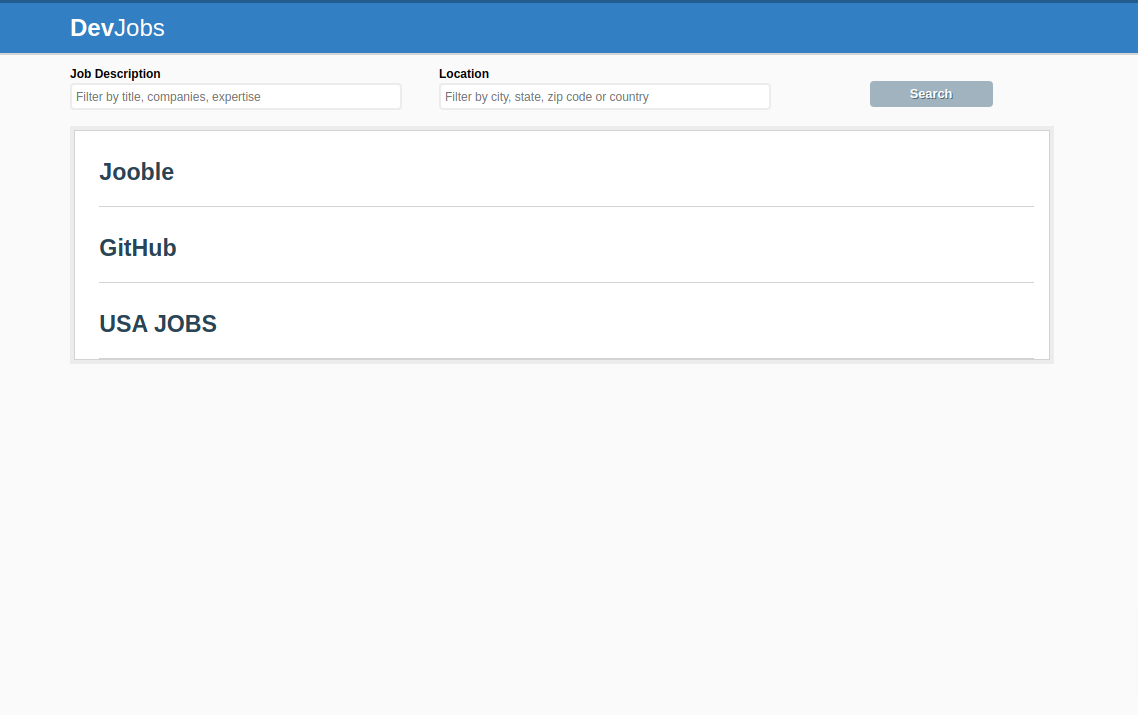 DevJobs
Job Description
Location
Filter by title, companies, expertise
Filter by city, state, zip code or country
Search
Jooble
GitHub
USA JOBS